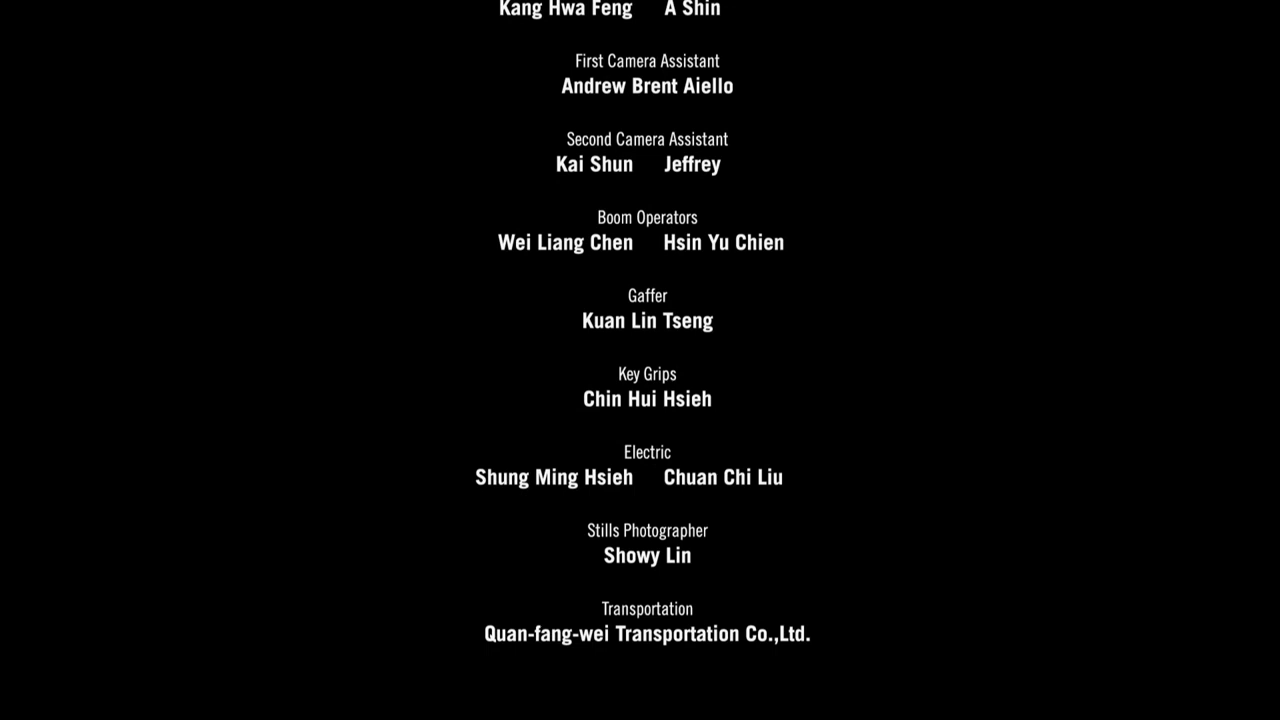 Kang Hwa Feng A Shin
First Camera Assistant
Andrew Brent Aiello
Second Camera Assistant
Kai Shun Jeffrey
Boom Operators
Wei Liang Chen Hsin Yu Chien
Gaffer
Kuan Lin Tseng
Key Grips
Chin Hui Hsieh
Electric
Shung Ming Hsieh Chuan Chi Liu
Stills Photographer
Showy Lin
Transportation
Quan-fang-wei Transportation Co.,Ltd.